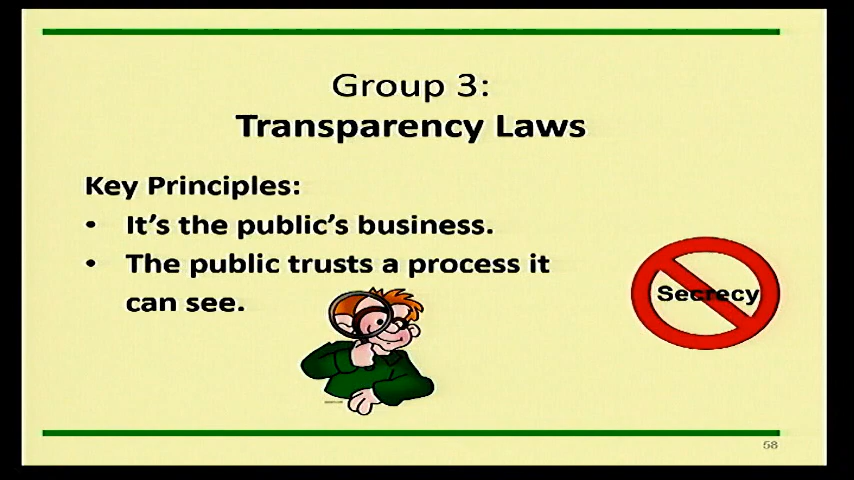 Group 3:
Transparency Laws
Key Principles:
• It's the public's business.
• The public trusts a process it
can see.
Secrecy
58